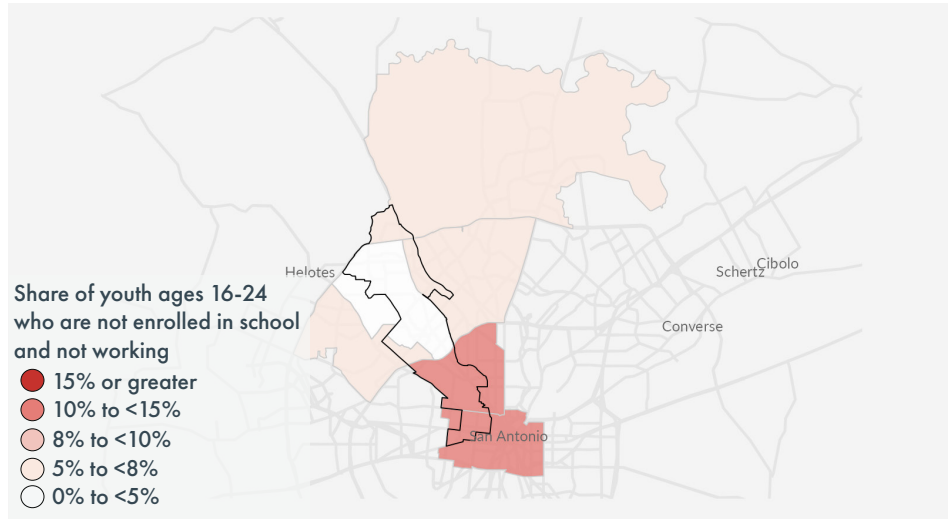 Helotes
Cibolo
Schertz
Converse
San Antonio
Share of youth ages 16-24
who are not enrolled in school
and not working
15% or greater
10% to <15%
8% to <10%
5% to <8%
0% to <5%